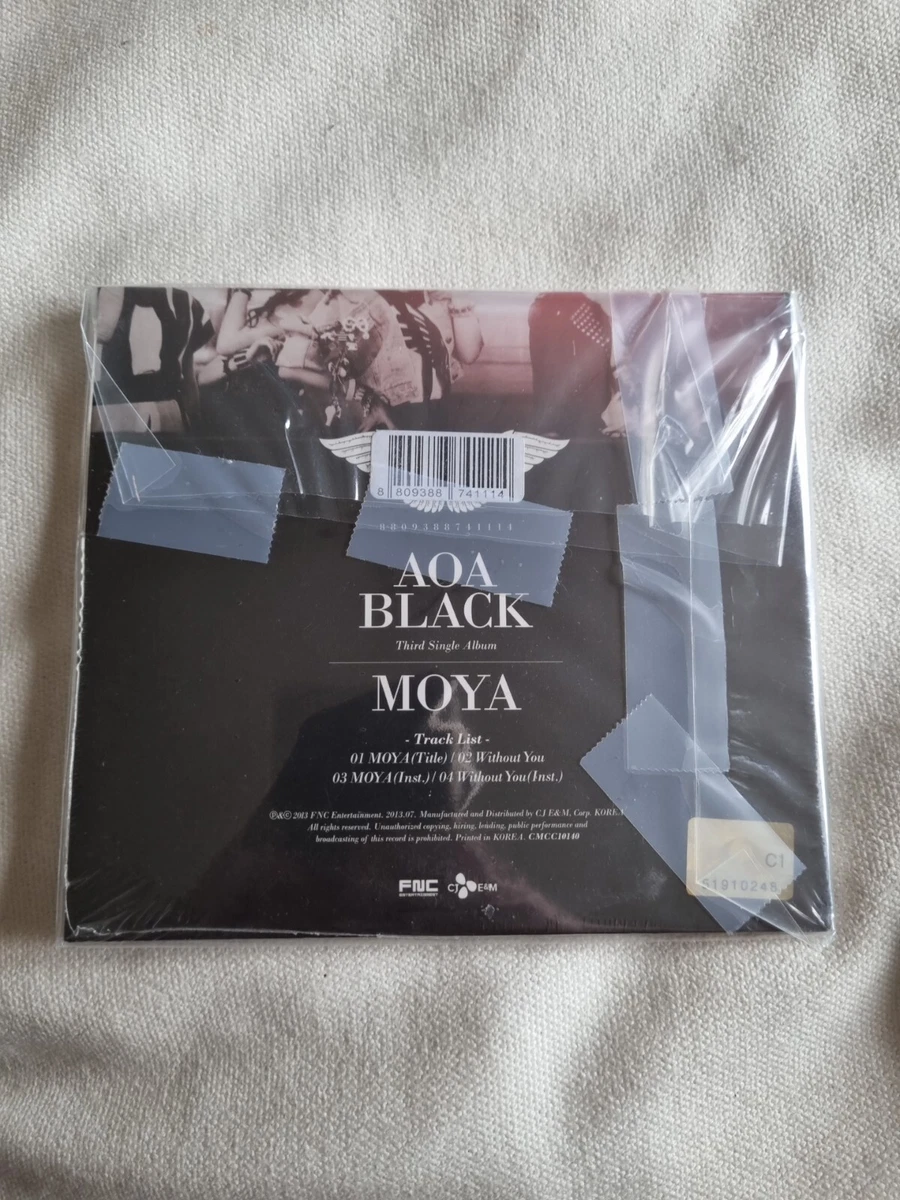 8 809388 741114
8809388741114
AOA
BLACK
Third Single Album
MOYA
- Track List -
01 MOYA(Title) / 02 Without You
03 MOYA(Inst.) / 04 Without You(Inst.)
℗&© 2013 FNC Entertainment. 2013.07. Manufactured and Distributed by CJ E&M, Corp. KOREA
All rights reserved. Unauthorized copying, hiring, lending, public performance and
broadcasting of this record is prohibited. Printed in KOREA. CMCC10140
FNC
ENTERTAINMENT
CJ E&M
C1